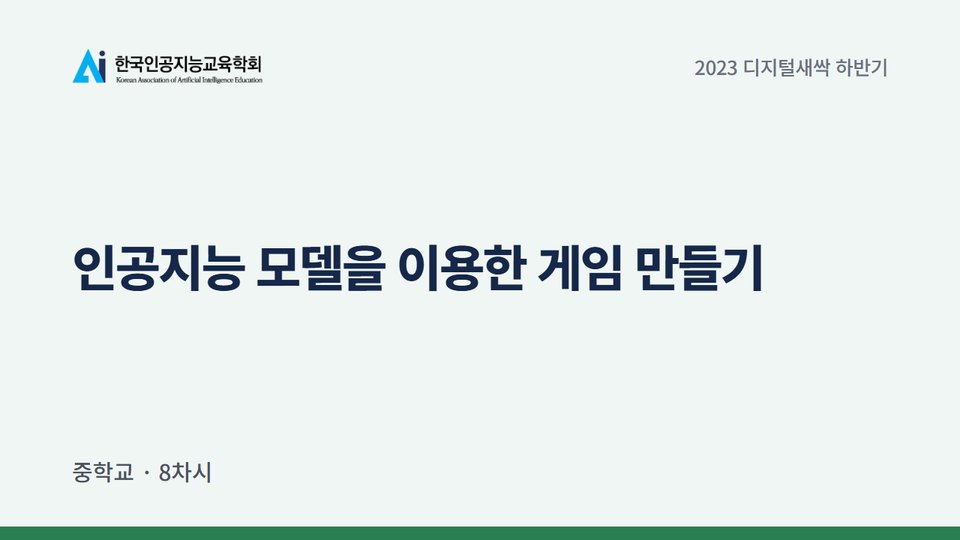 Ai 한국인공지능교육학회
Korean Association of Artificial Intelligence Education
2023 디지털새싹 하반기
인공지능 모델을 이용한 게임 만들기
중학교 · 8차시